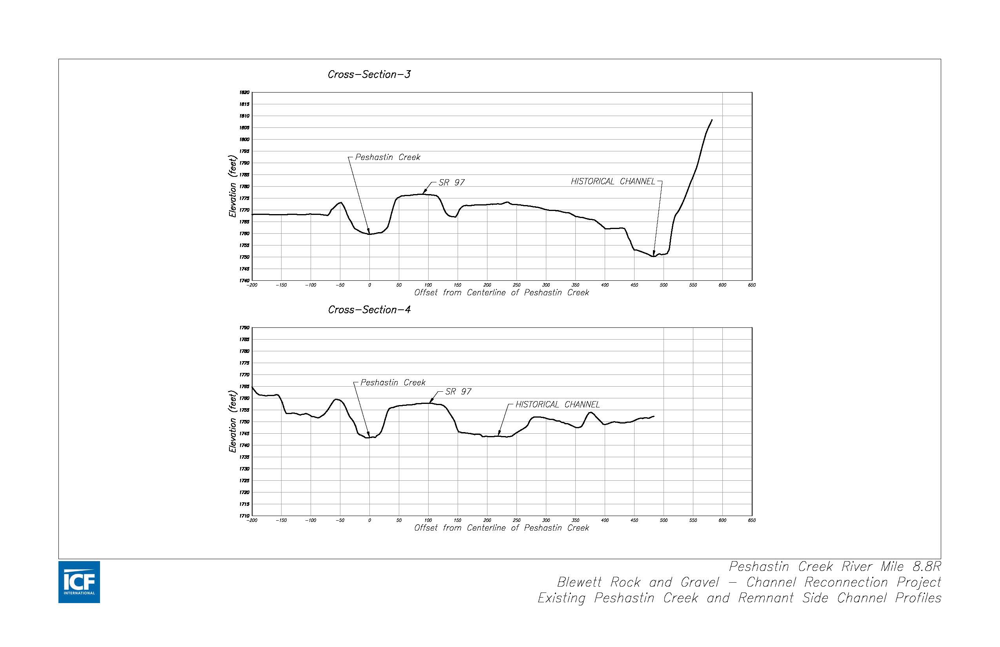 Cross-Section-3
1820
1815
1810
1805
1800
1795
1790
1785
1780
1775
1770
1765
1760
1755
1750
1745
1740
Elevation (feet)
Peshastin Creek
SR 97
HISTORICAL CHANNEL
-200 -150 -100 -50 0 50 100 150 200 250 300 350 400 450 500 550 600 650
Offset from Centerline of Peshastin Creek
Cross-Section-4
1790
1785
1780
1775
1770
1765
1760
1755
1750
1745
1740
1735
1730
1725
1720
1715
1710
Elevation (feet)
Peshastin Creek
SR 97
HISTORICAL CHANNEL
-200 -150 -100 -50 0 50 100 150 200 250 300 350 400 450 500 550 600 650
Offset from Centerline of Peshastin Creek
ICF
INTERNATIONAL
Peshastin Creek River Mile 8.8R
Blewett Rock and Gravel - Channel Reconnection Project
Existing Peshastin Creek and Remnant Side Channel Profiles